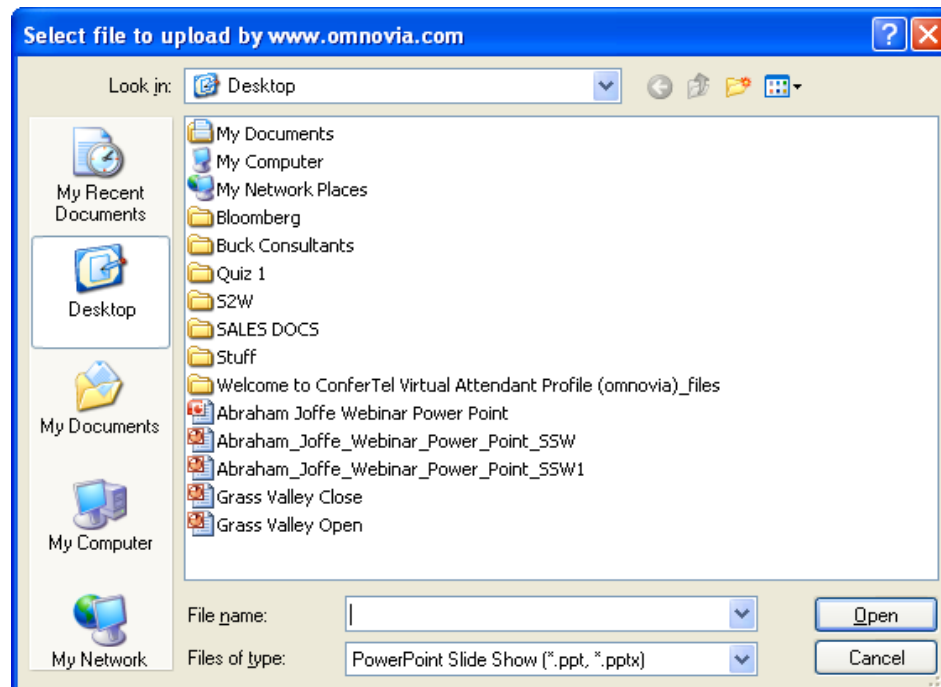 Select file to upload by www.omnovia.com
Look in:
Desktop
My Recent
Documents
Desktop
My Documents
My Computer
My Network
My Documents
My Computer
My Network Places
Bloomberg
Buck Consultants
Quiz 1
S2W
SALES DOCS
Stuff
Welcome to ConferTel Virtual Attendant Profile (omnovia)_files
Abraham Joffe Webinar Power Point
Abraham_Joffe_Webinar_Power_Point_SSW
Abraham_Joffe_Webinar_Power_Point_SSW1
Grass Valley Close
Grass Valley Open
File name:
Open
Files of type:
PowerPoint Slide Show (*.ppt, *.pptx)
Cancel